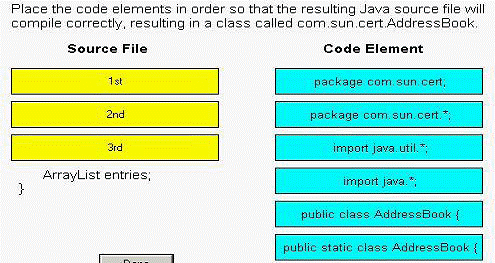 Place the code elements in order so that the resulting Java source file will
compile correctly, resulting in a class called com.sun.cert.AddressBook.
Source File
Code Element
1st
package com.sun.cert;
2nd
package com.sun.cert.*;
3rd
import java.util.*;
ArrayList entries;
import java.*;
}
public class AddressBook {
public static class AddressBook {